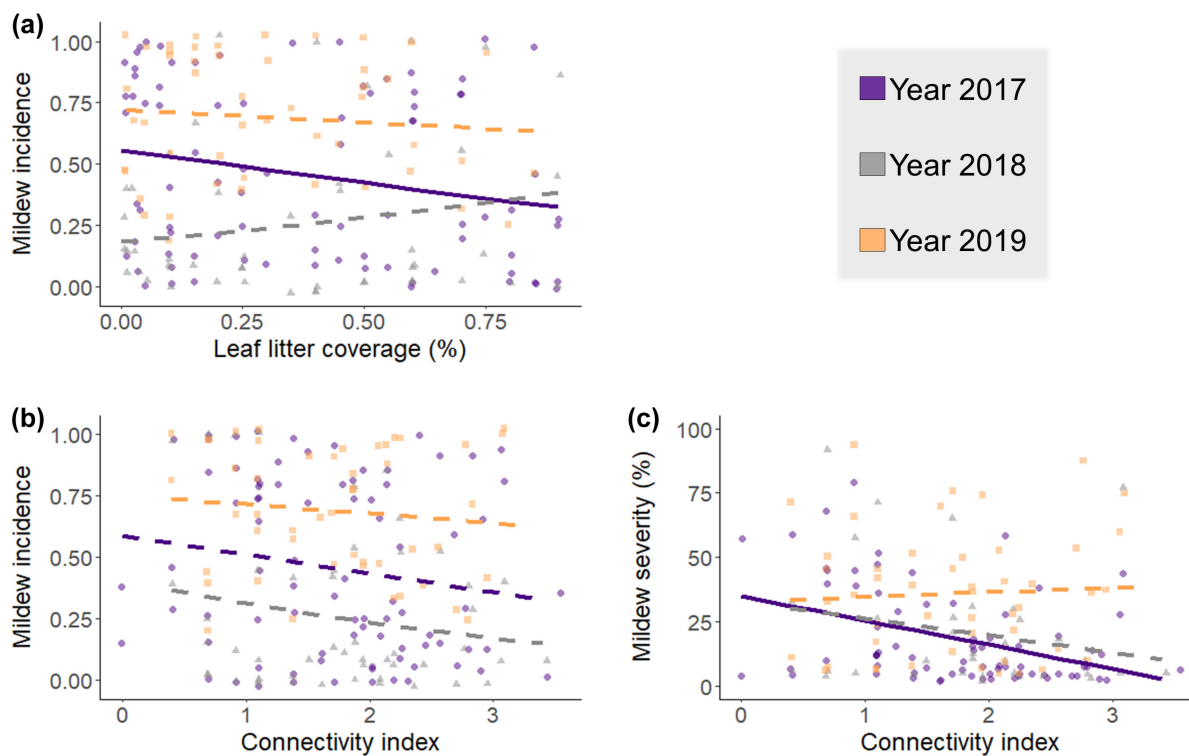 (a)
Mildew incidence
1.00
0.75
0.50
0.25
0.00
0.00 0.25 0.50 0.75
Leaf litter coverage (%)
Year 2017
Year 2018
Year 2019
(b)
Mildew incidence
1.00
0.75
0.50
0.25
0.00
0 1 2 3
Connectivity index
(c)
Mildew severity (%)
100
75
50
25
0
0 1 2 3
Connectivity index